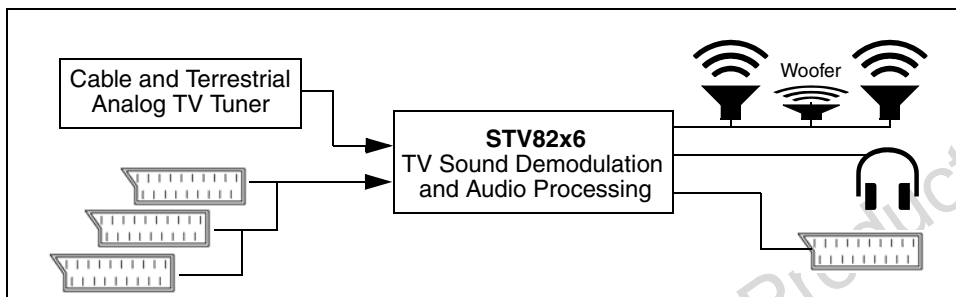 Cable and Terrestrial
Analog TV Tuner
STV82x6
TV Sound Demodulation
and Audio Processing
Woofer